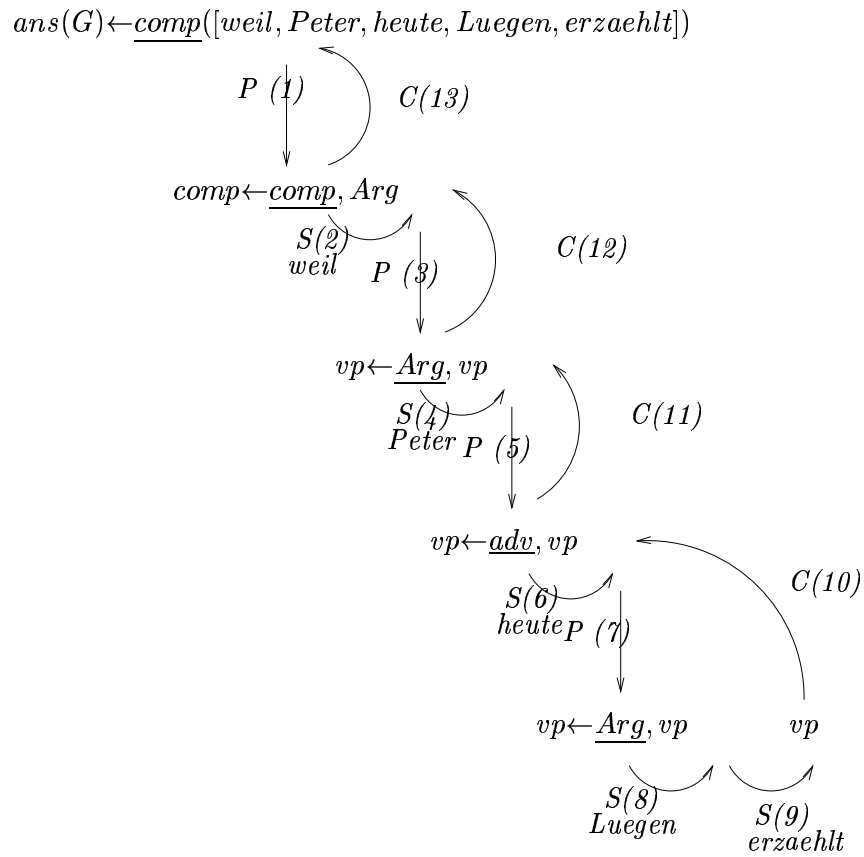 ans(G)←comp([weil, Peter, heute, Luegen, erzaehlt])
P (1)
C(13)
comp←comp, Arg
S(2)
weil
P (3)
C(12)
vp←Arg, vp
S(4)
Peter
P (5)
C(11)
vp←adv, vp
S(6)
heute
P (7)
C(10)
vp←Arg, vp
vp
S(8)
Luegen
S(9)
erzaehlt